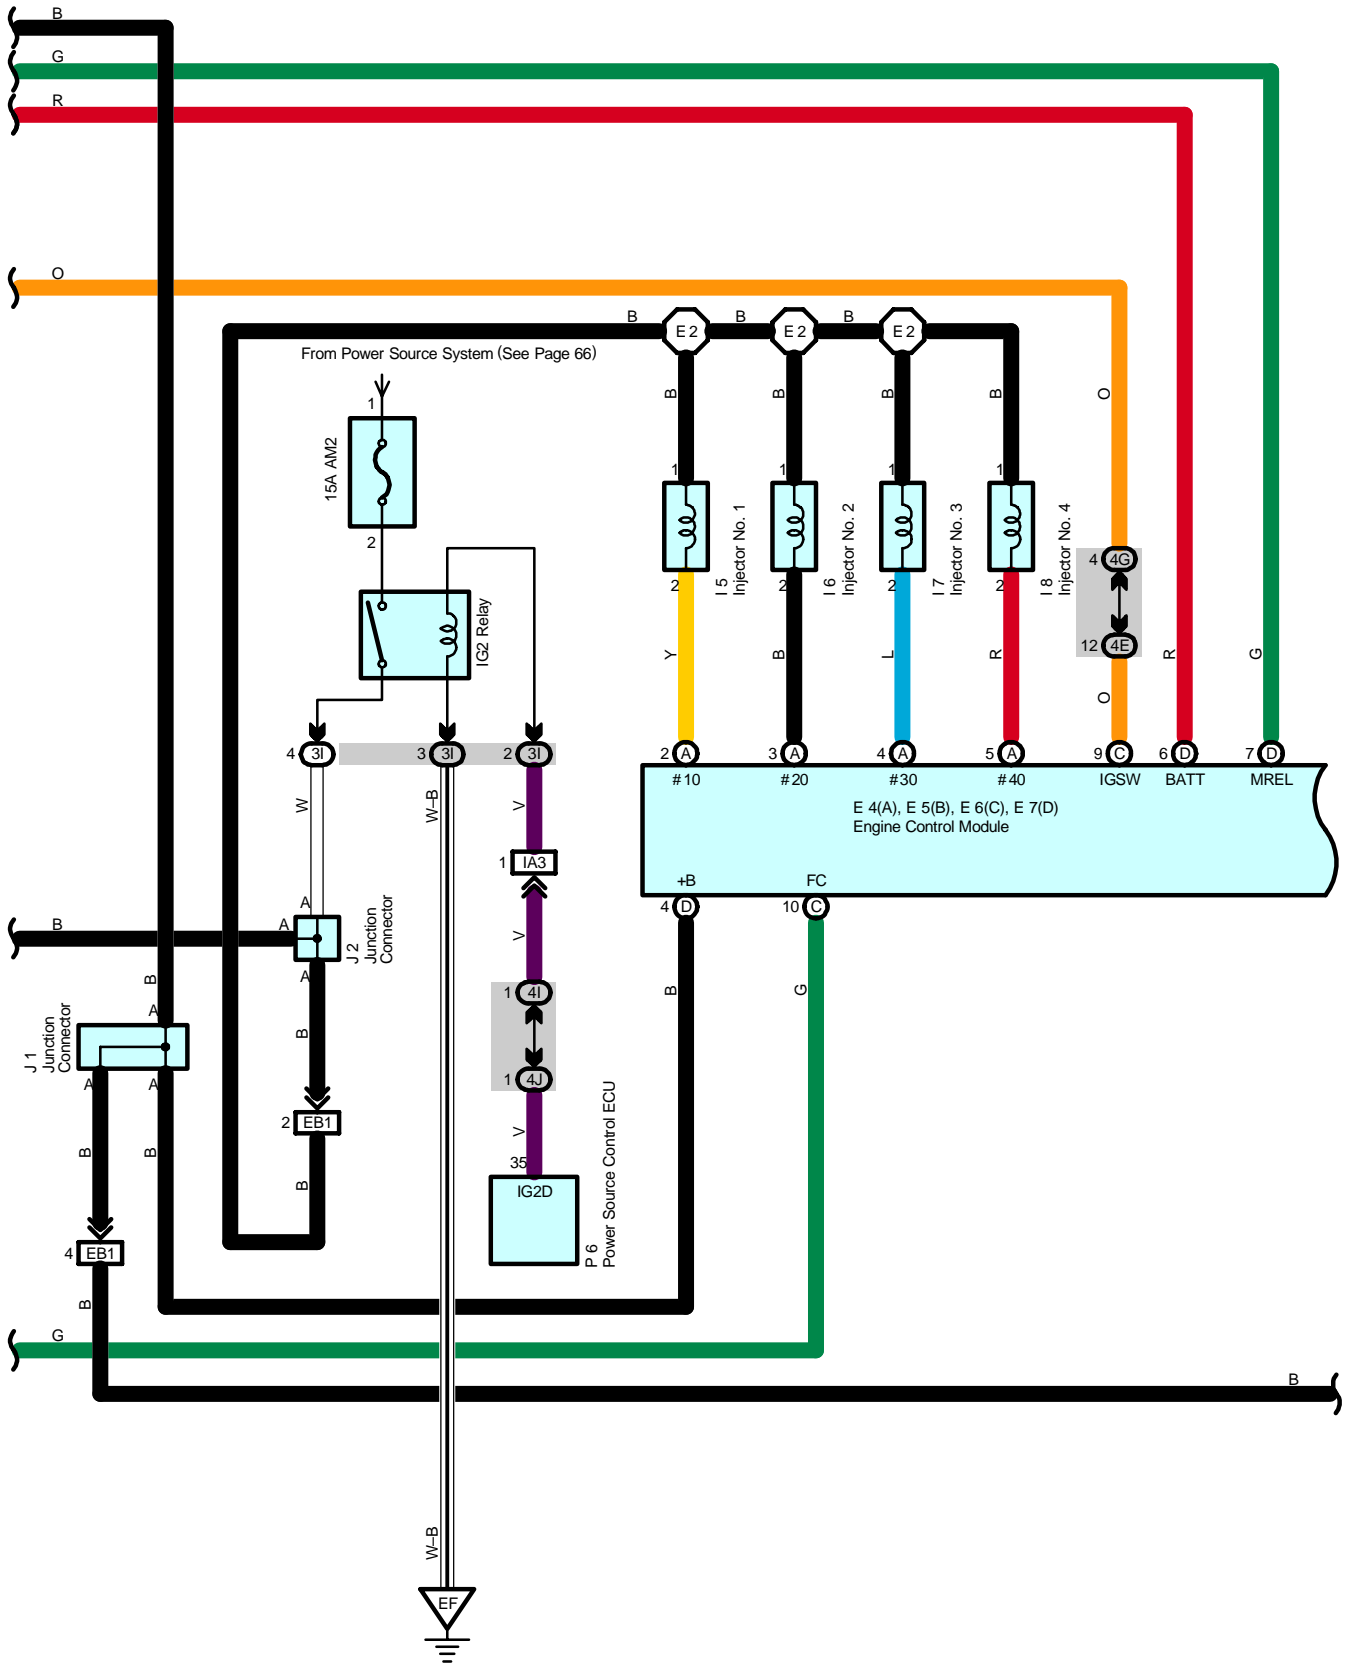 B
G
R
O
B
E 2
B
E 2
B
E 2
From Power Source System (See Page 66)
1
15A AM2
2
B
B
B
B
O
1
1
1
1
I 5
Injector No. 1
I 6
Injector No. 2
I 7
Injector No. 3
I 8
Injector No. 4
2
2
2
2
4
4G
12
4E
IG2 Relay
Y
B
L
R
O
R
G
4
3I
3
3I
2
3I
2
A
3
A
4
A
5
A
9
C
6
D
7
D
#10
#20
#30
#40
IGSW
BATT
MREL
W
W–B
V
E 4(A), E 5(B), E 6(C), E 7(D)
Engine Control Module
1
IA3
+B
FC
4
D
10
C
B
A
A
A
J 2
Junction
Connector
V
B
G
B
A
J 1
Junction
Connector
A
A
B
1
4I
1
4J
B
B
2
EB1
V
B
35
IG2D
P 6
Power Source Control ECU
4
EB1
B
G
B
W–B
EF